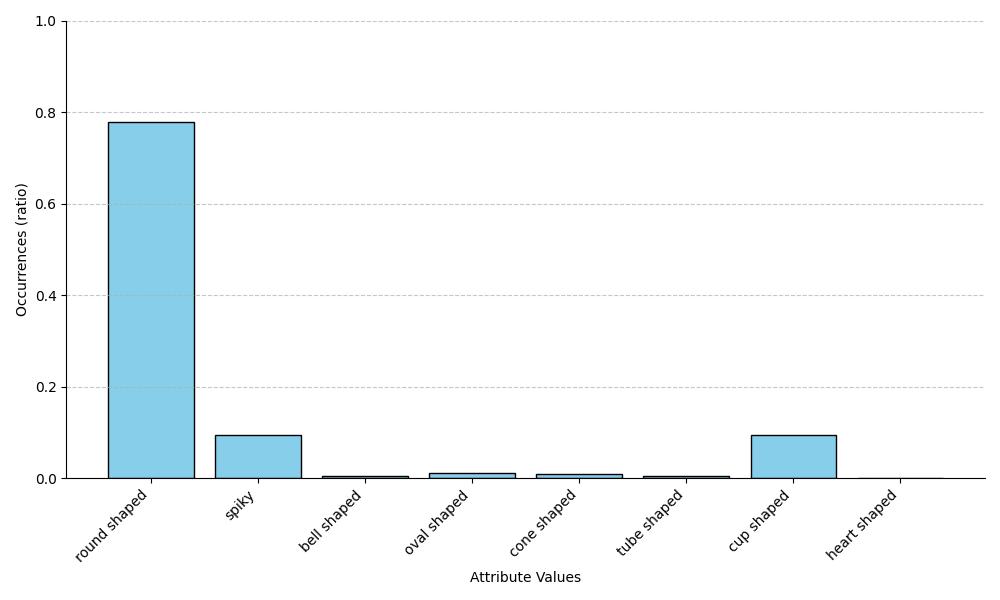 1.0
0.8
0.6
0.4
0.2
0.0
Occurrences (ratio)
round shaped
spiky
bell shaped
oval shaped
cone shaped
tube shaped
cup shaped
heart shaped
Attribute Values